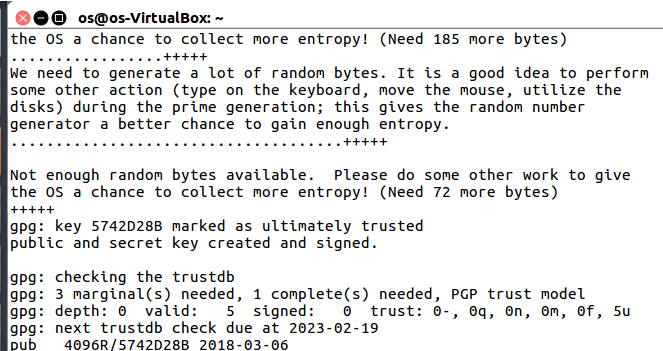 os@os-VirtualBox: ~
the OS a chance to collect more entropy! (Need 185 more bytes)
.................+++++
We need to generate a lot of random bytes. It is a good idea to perform
some other action (type on the keyboard, move the mouse, utilize the
disks) during the prime generation; this gives the random number
generator a better chance to gain enough entropy.
.....................................+++++
Not enough random bytes available.  Please do some other work to give
the OS a chance to collect more entropy! (Need 72 more bytes)
+++++
gpg: key 5742D28B marked as ultimately trusted
public and secret key created and signed.
gpg: checking the trustdb
gpg: 3 marginal(s) needed, 1 complete(s) needed, PGP trust model
gpg: depth: 0  valid:   5  signed:   0  trust: 0-, 0q, 0n, 0m, 0f, 5u
gpg: next trustdb check due at 2023-02-19
pub   4096R/5742D28B 2018-03-06